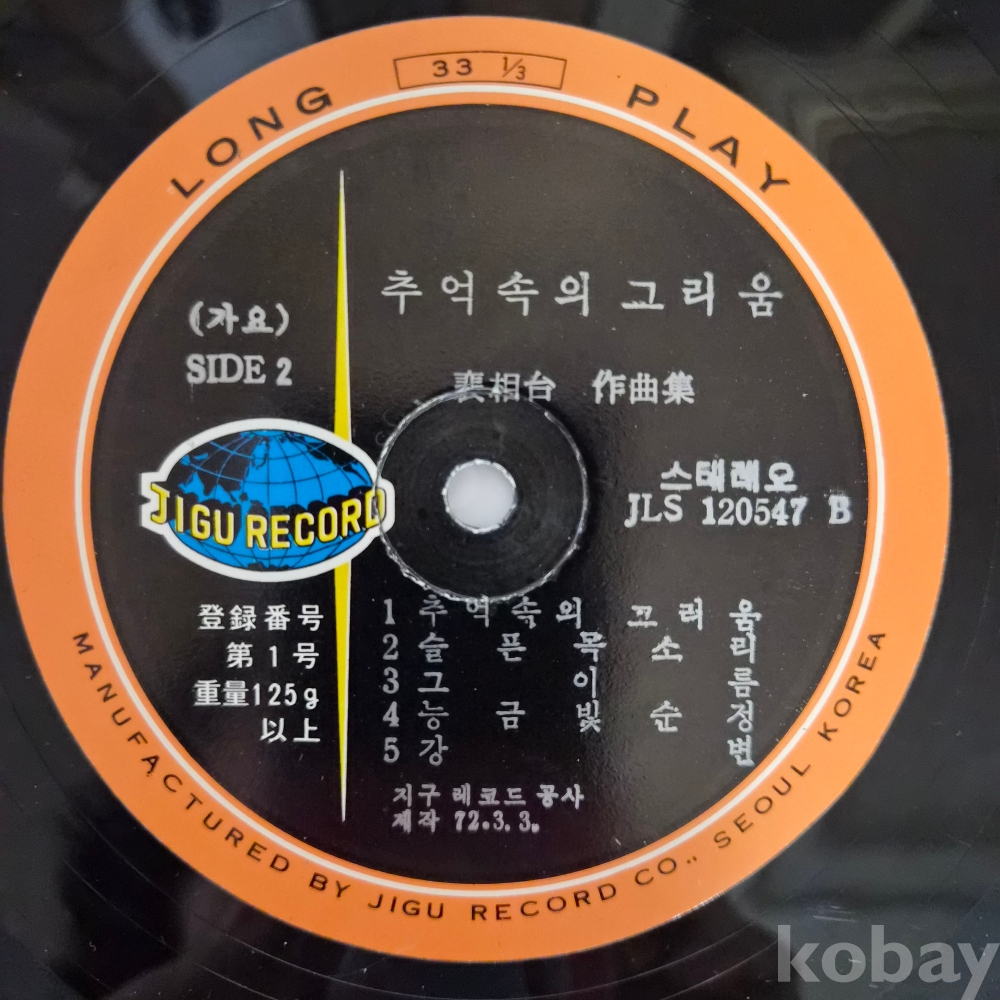 33 1/3
LONG PLAY
추억속의 그리움
(가요)
SIDE 2
裵相台 作曲集
스테레오
JLS 120547 B
JIGU RECORD
登録番号
第1号
重量125g
以上
1 추억속의 그리움
2 슬픈목소리
3 그이름
4 능금빛순정
5 강변
지구레코드공사
제작 72.3.3.
MANUFACTURED BY JIGU RECORD CO., SEOUL KOREA
kobay